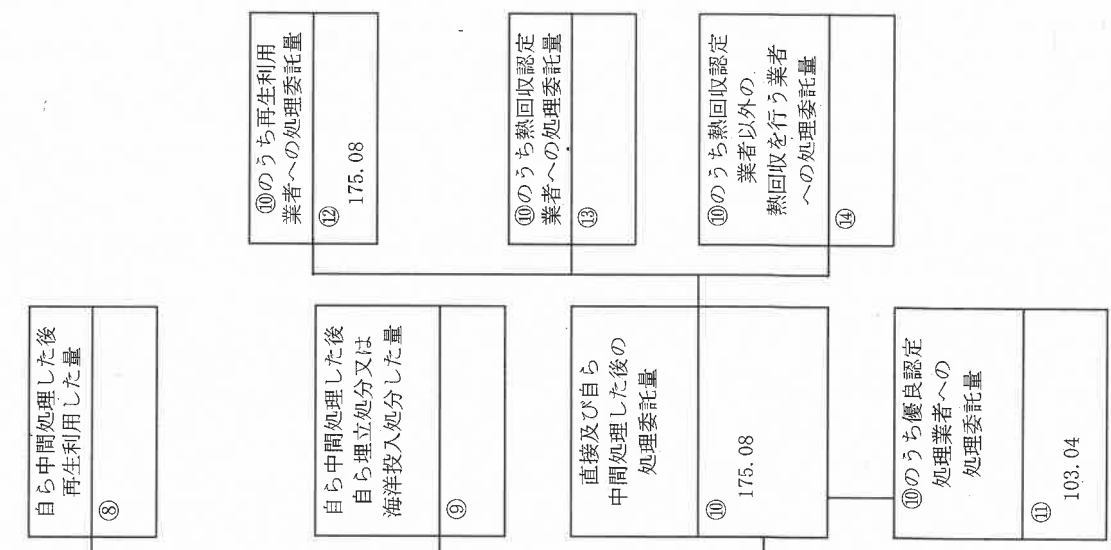 自ら中間処理した後
再生利用した量
⑧
自ら中間処理した後
自ら埋立処分又は
海洋投入処分した量
⑨
直接及び自ら
中間処理した後の
処理委託量
⑩
175.08
⑩のうち優良認定
処理業者への
処理委託量
⑪
103.04
⑩のうち再生利用
業者への処理委託量
⑫
175.08
⑩のうち熱回収認定
業者への処理委託量
⑬
⑩のうち熱回収認定
業者以外の
熱回収を行う業者
への処理委託量
⑭